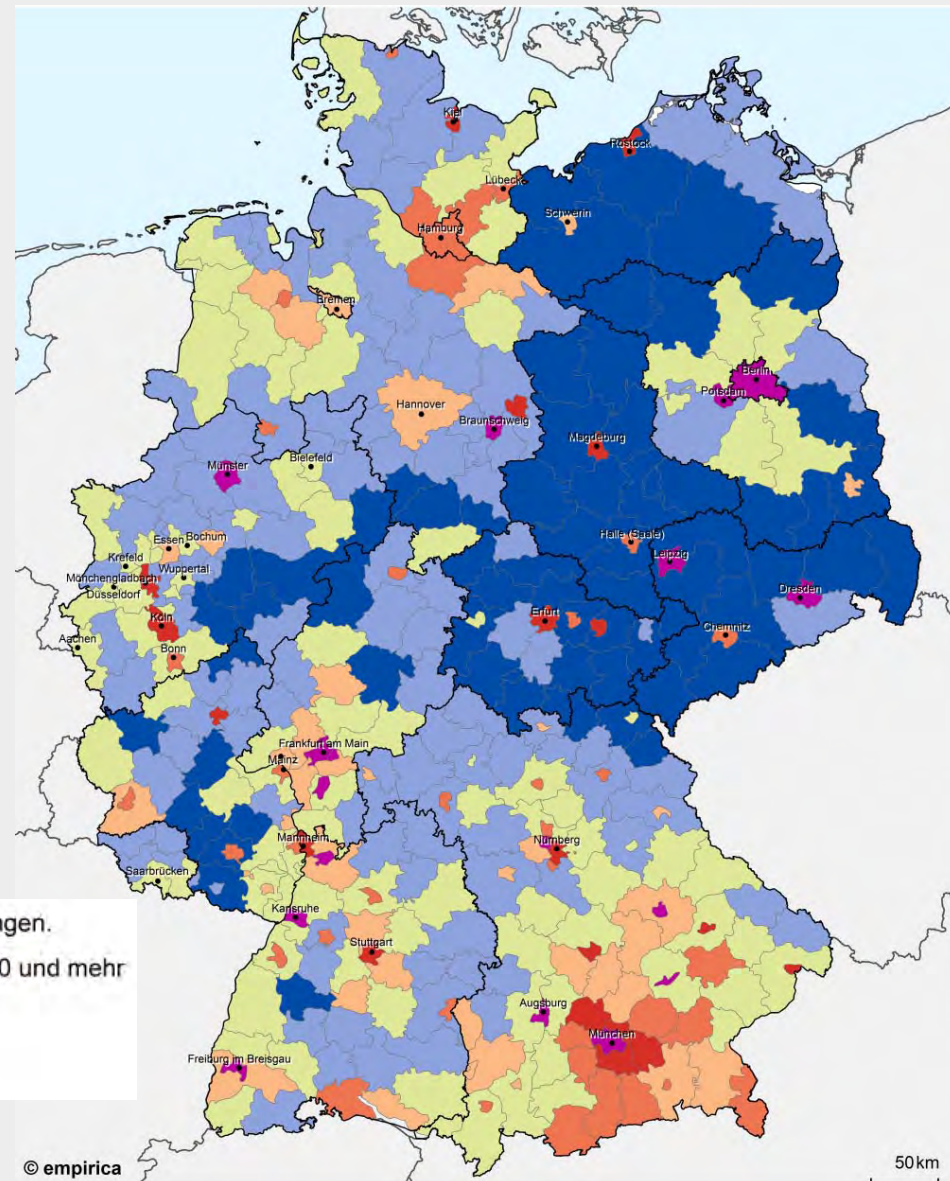 Kiel
Rostock
Lübeck
Schwerin
Hamburg
Bremen
Berlin
Potsdam
Hannover
Braunschweig
Magdeburg
Bielefeld
Münster
Halle (Saale)
Leipzig
Essen
Bochum
Krefeld
Wuppertal
Mönchengladbach
Düsseldorf
Dresden
Erfurt
Köln
Chemnitz
Aachen
Bonn
Frankfurt am Main
Mainz
Mannheim
Nürnberg
Saarbrücken
ngen.
Karlsruhe
Stuttgart
0 und mehr
Augsburg
München
Freiburg im Breisgau
© empirica
50 km